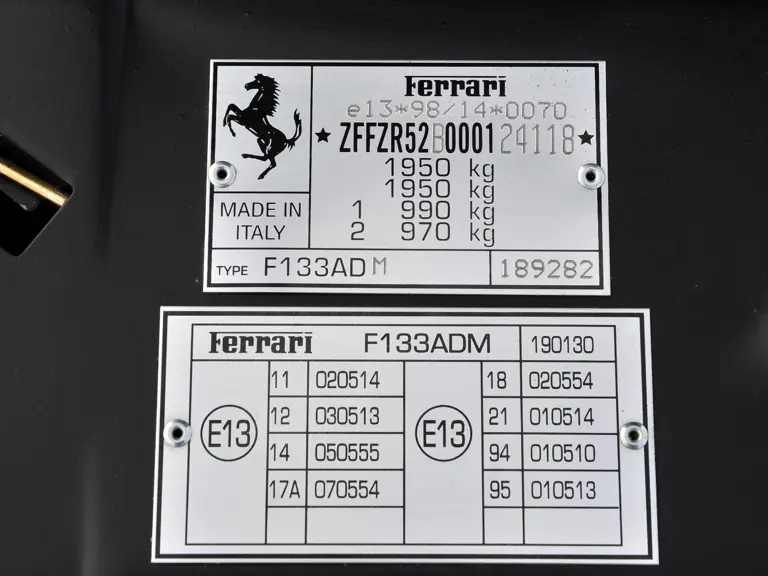 Ferrari
e13*98/14*0070
★ ZFFZR52B000124118 ★
1950 kg
1950 kg
1 990 kg
2 970 kg
MADE IN
ITALY
TYPE F133ADM 189282
Ferrari F133ADM 190130
11 020514 18 020554
12 030513 21 010514
E13 E13
14 050555 94 010510
17A 070554 95 010513